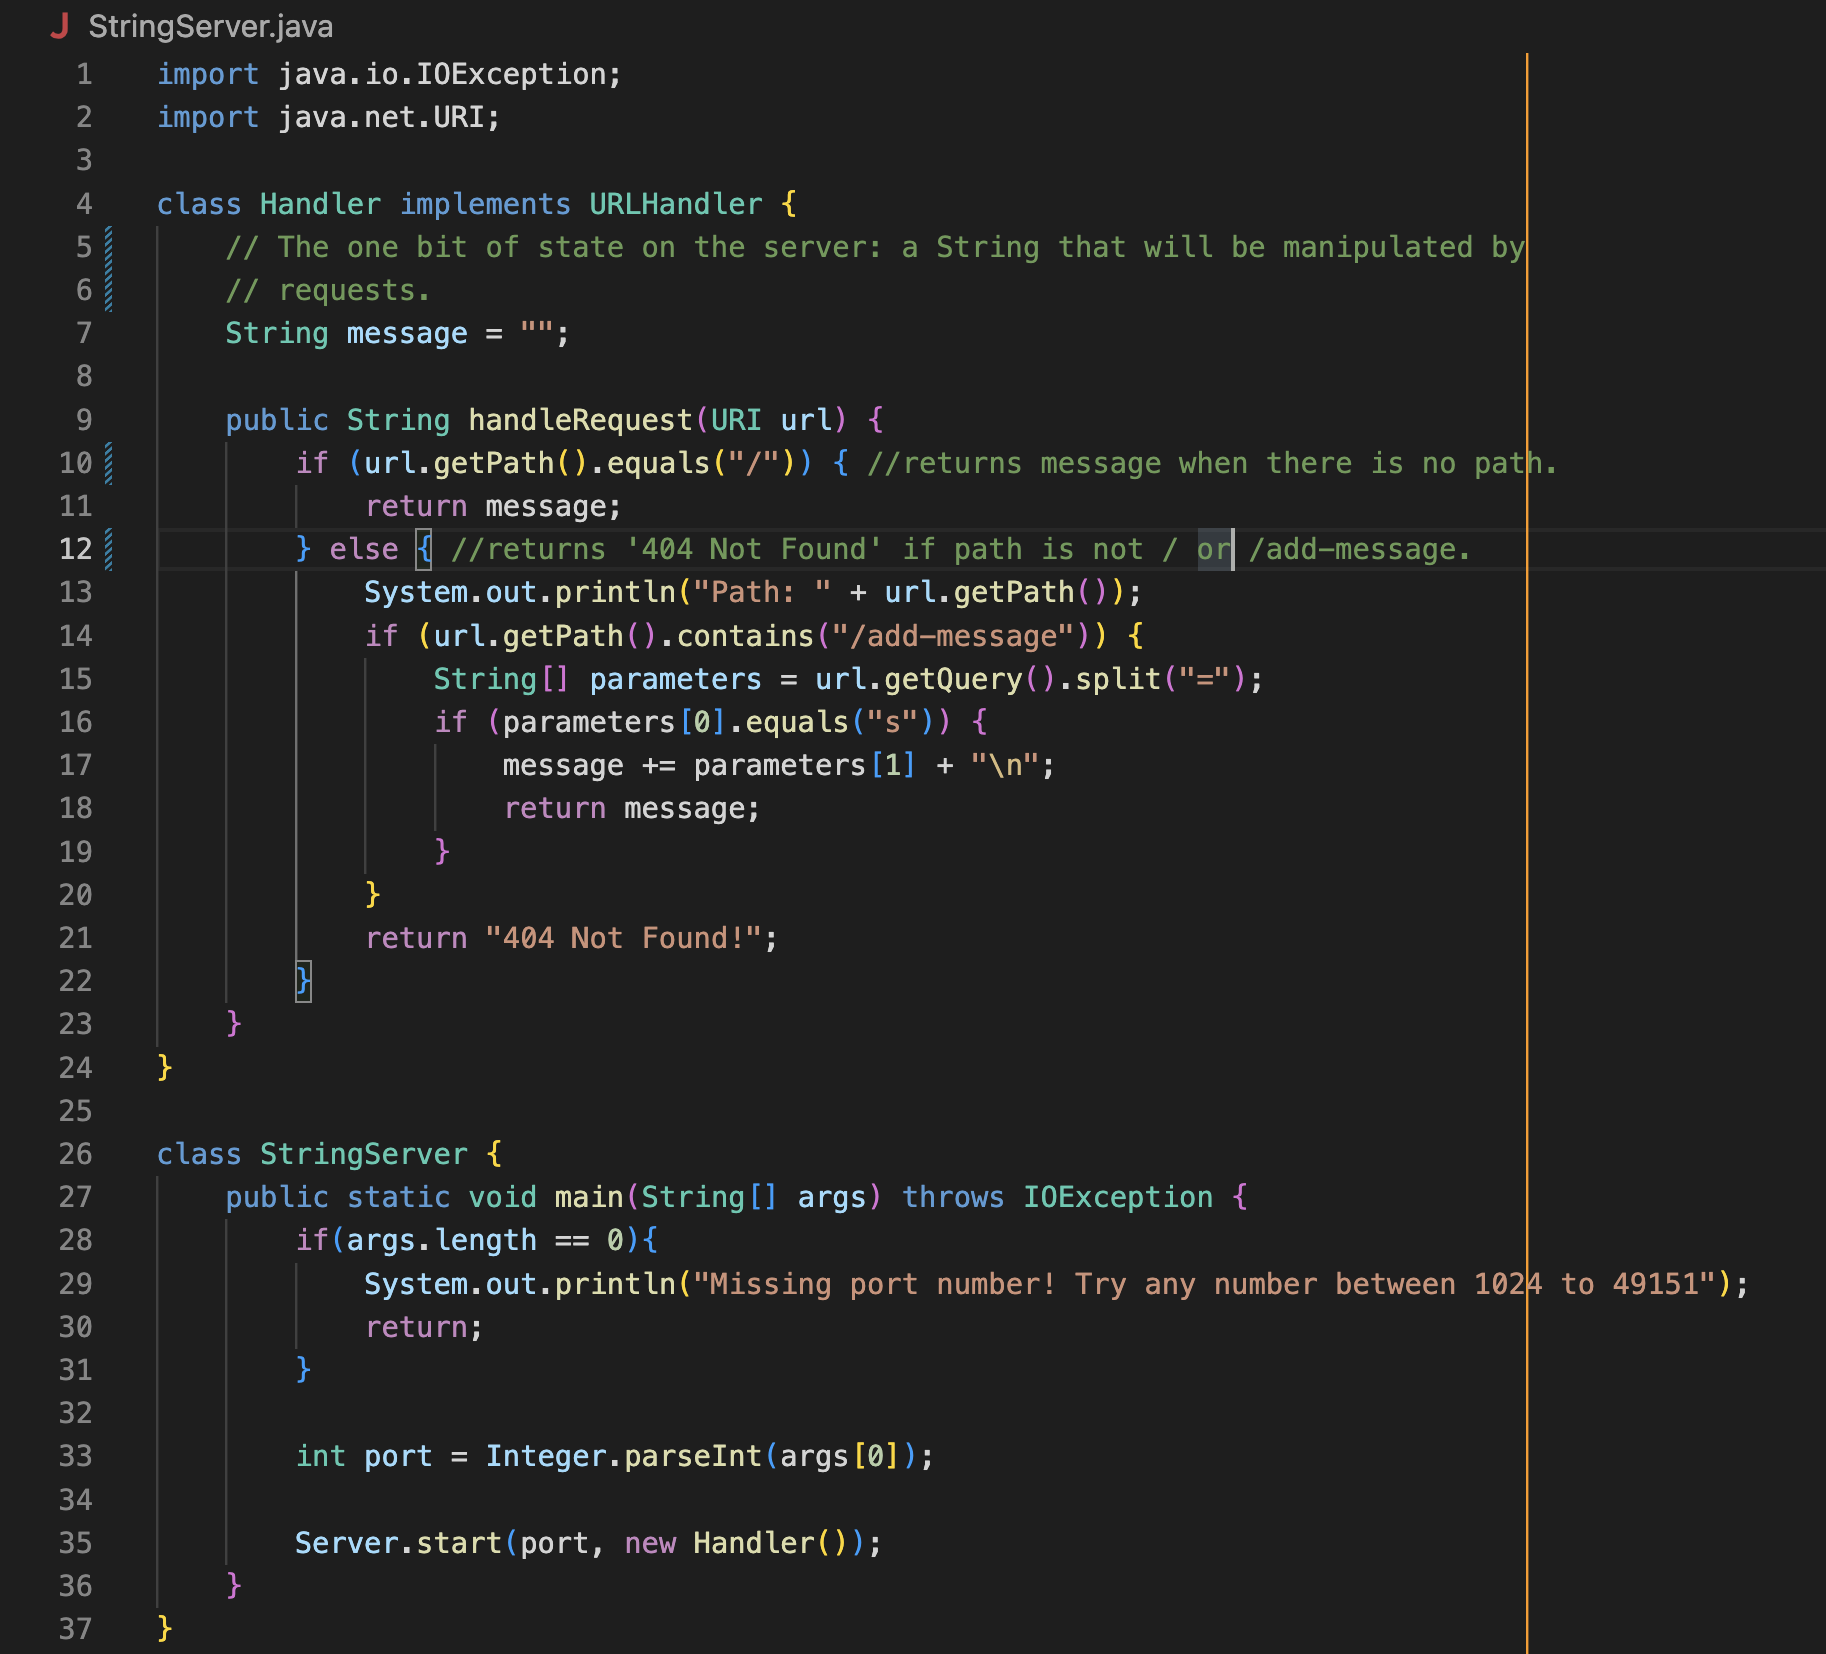 J StringServer.java
1 import java.io.IOException;
2 import java.net.URI;
3
4 class Handler implements URLHandler {
5     // The one bit of state on the server: a String that will be manipulated by
6     // requests.
7     String message = "";
8
9     public String handleRequest(URI url) {
10         if (url.getPath().equals("/")) { //returns message when there is no path.
11             return message;
12         } else { //returns '404 Not Found' if path is not / or /add-message.
13             System.out.println("Path: " + url.getPath());
14             if (url.getPath().contains("/add-message")) {
15                 String[] parameters = url.getQuery().split("=");
16                 if (parameters[0].equals("s")) {
17                     message += parameters[1] + "\n";
18                     return message;
19                 }
20             }
21             return "404 Not Found!";
22         }
23     }
24 }
25
26 class StringServer {
27     public static void main(String[] args) throws IOException {
28         if(args.length == 0){
29             System.out.println("Missing port number! Try any number between 1024 to 49151");
30             return;
31         }
32
33         int port = Integer.parseInt(args[0]);
34
35         Server.start(port, new Handler());
36     }
37 }